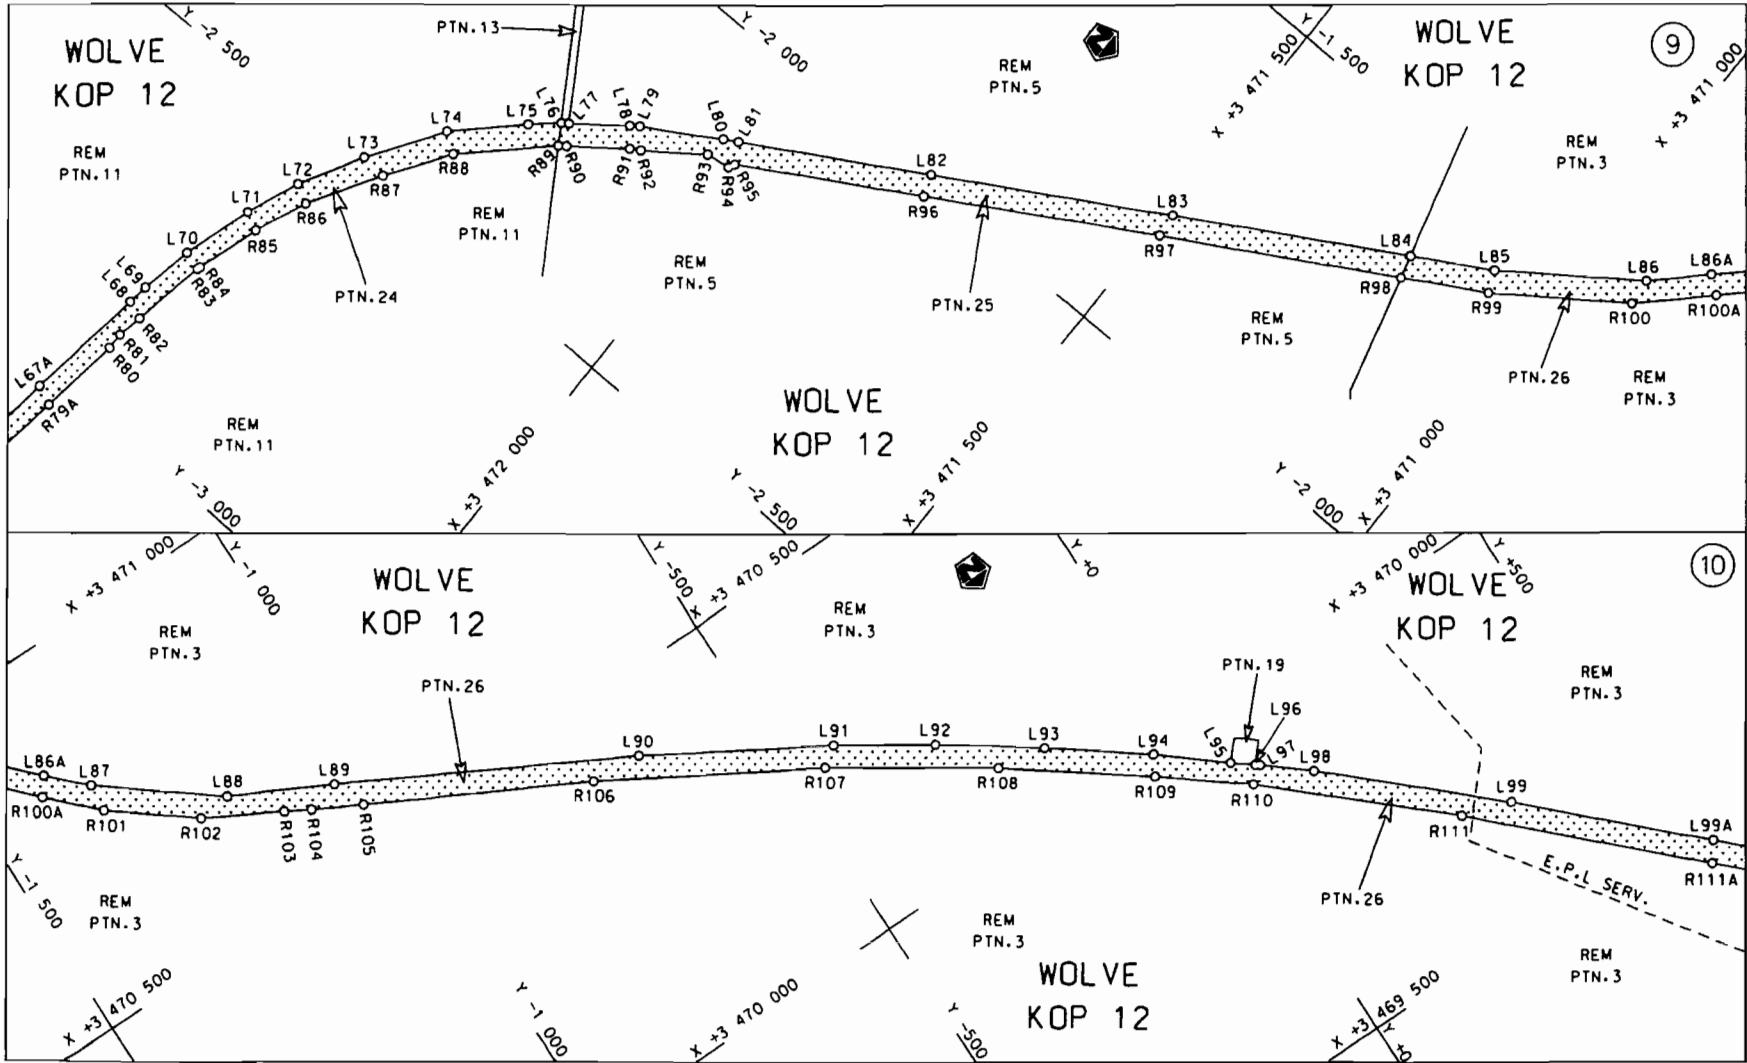 Y -2 500
PTN.13
Y -2 000
X +3 471 500
Y -1 500
X +3 471 000
9
WOLVE
KOP 12
WOLVE
KOP 12
REM
PTN.5
REM
PTN.11
REM
PTN.3
L67A
L68
L69
L70
L71
L72
L73
L74
L75
L76
L77
L78
L79
L80
L81
L82
L83
L84
L85
L86
L86A
R79A
R80
R81
R82
R83
R84
R85
R86
R87
R88
R89
R90
R91
R92
R93
R94
R95
R96
R97
R98
R99
R100
R100A
REM
PTN.11
REM
PTN.5
PTN.24
PTN.25
REM
PTN.5
PTN.26
REM
PTN.3
REM
PTN.11
WOLVE
KOP 12
Y -3 000
X +3 472 000
Y -2 500
X +3 471 500
Y -2 000
X +3 471 000
X +3 471 000
Y -1 000
Y -500
X +3 470 500
Y +0
X +3 470 000
Y +500
10
WOLVE
KOP 12
WOLVE
KOP 12
REM
PTN.3
REM
PTN.3
REM
PTN.3
PTN.26
PTN.19
L86A
L87
L88
L89
L90
L91
L92
L93
L94
L95
L96
L97
L98
L99
L99A
R100A
R101
R102
R103
R104
R105
R106
R107
R108
R109
R110
R111
R111A
PTN.26
E.P.L SERV.
Y -1 500
REM
PTN.3
REM
PTN.3
REM
PTN.3
WOLVE
KOP 12
X +3 470 500
Y -1 000
X +3 470 000
Y -500
X +3 469 500
Y +0